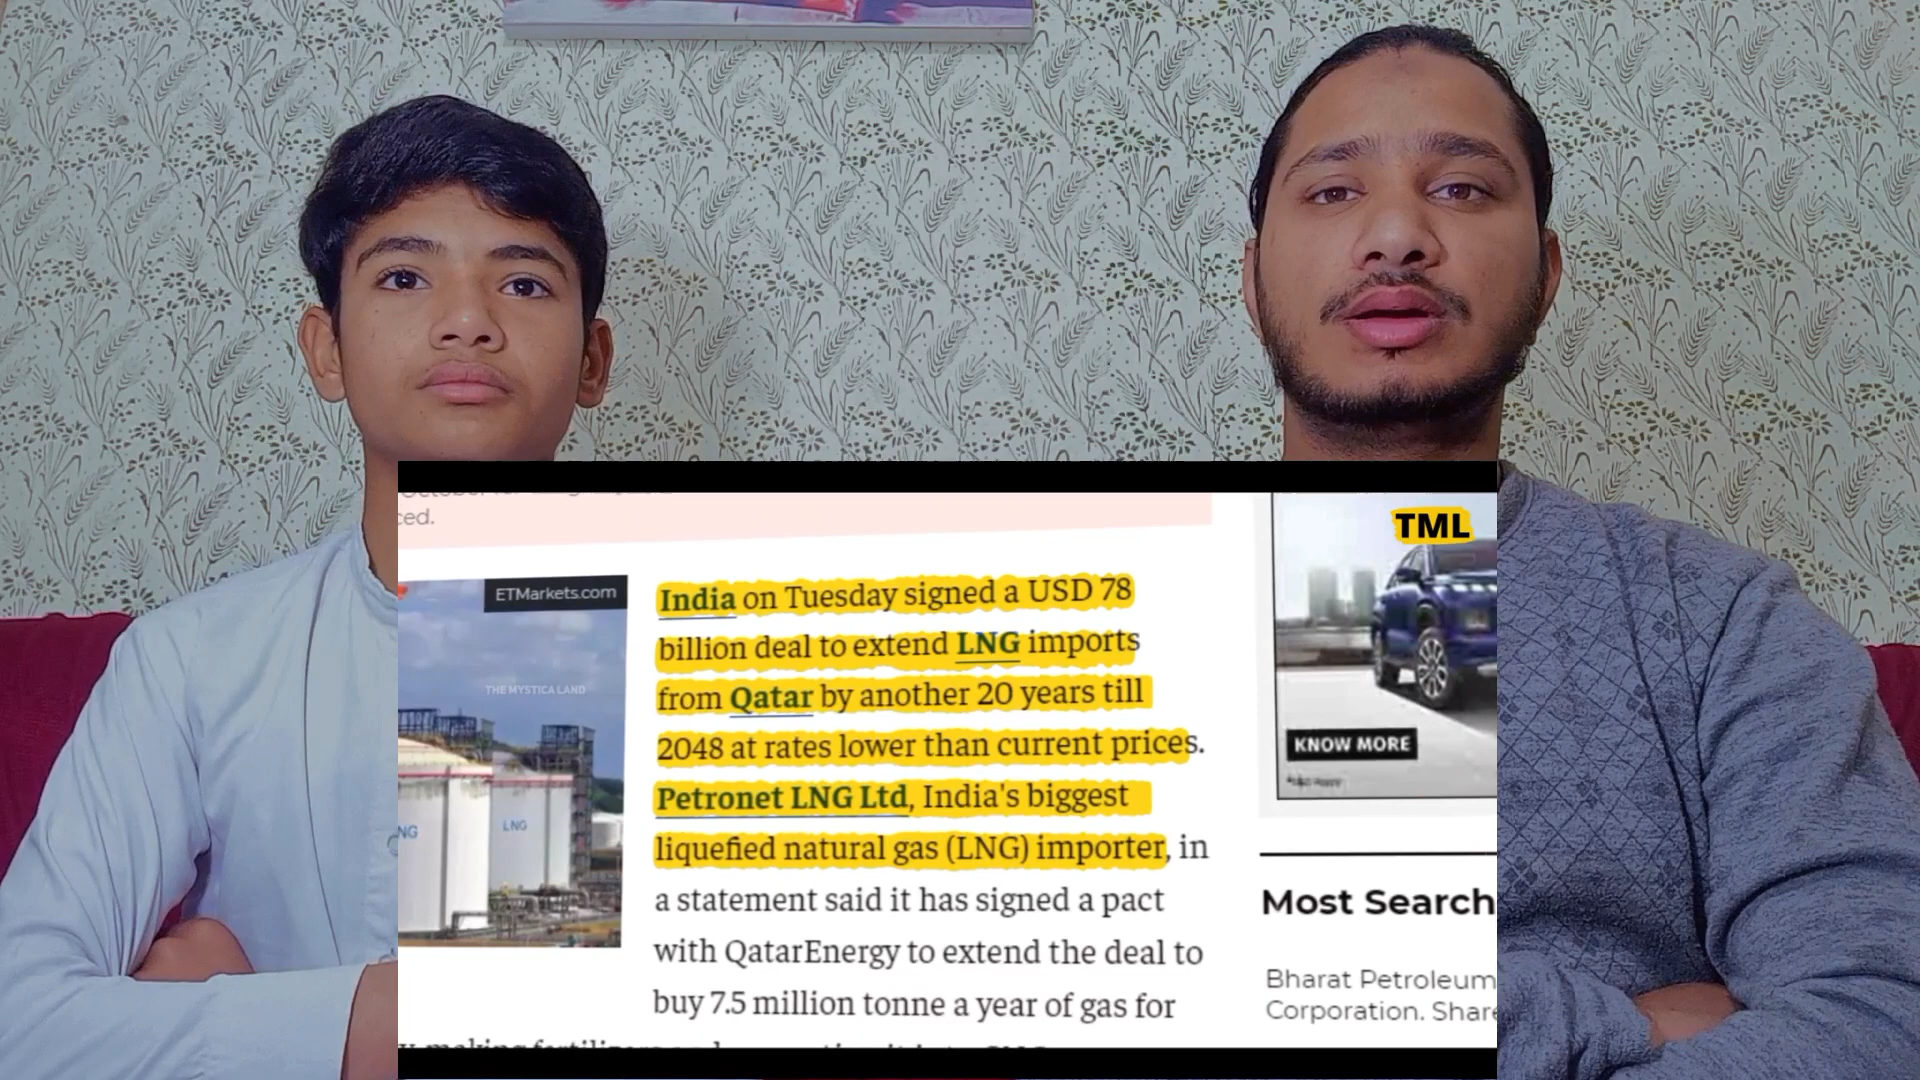 ced.
TML
ETMarkets.com
THE MYSTICA LAND
NG
LNG
India on Tuesday signed a USD 78
billion deal to extend LNG imports
from Qatar by another 20 years till
2048 at rates lower than current prices.
Petronet LNG Ltd, India's biggest
liquefied natural gas (LNG) importer, in
a statement said it has signed a pact
with QatarEnergy to extend the deal to
buy 7.5 million tonne a year of gas for
KNOW MORE
Most Search
Bharat Petroleum
Corporation. Share